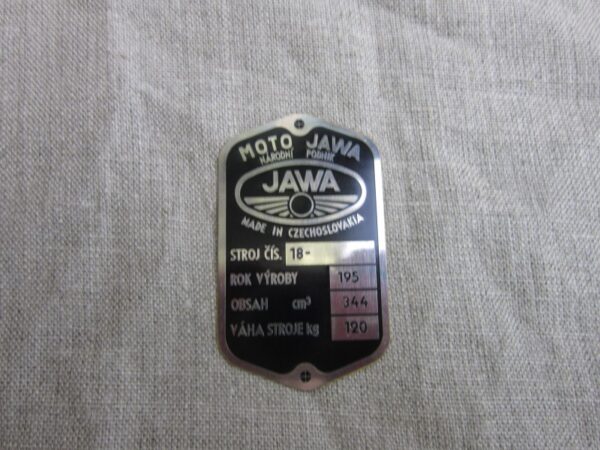 MOTO JAWA
NÁRODNÍ PODNIK
JAWA
MADE IN CZECHOSLOVAKIA
STROJ ČÍS. 18-
ROK VÝROBY 195
OBSAH cm³ 344
VÁHA STROJE kg 120